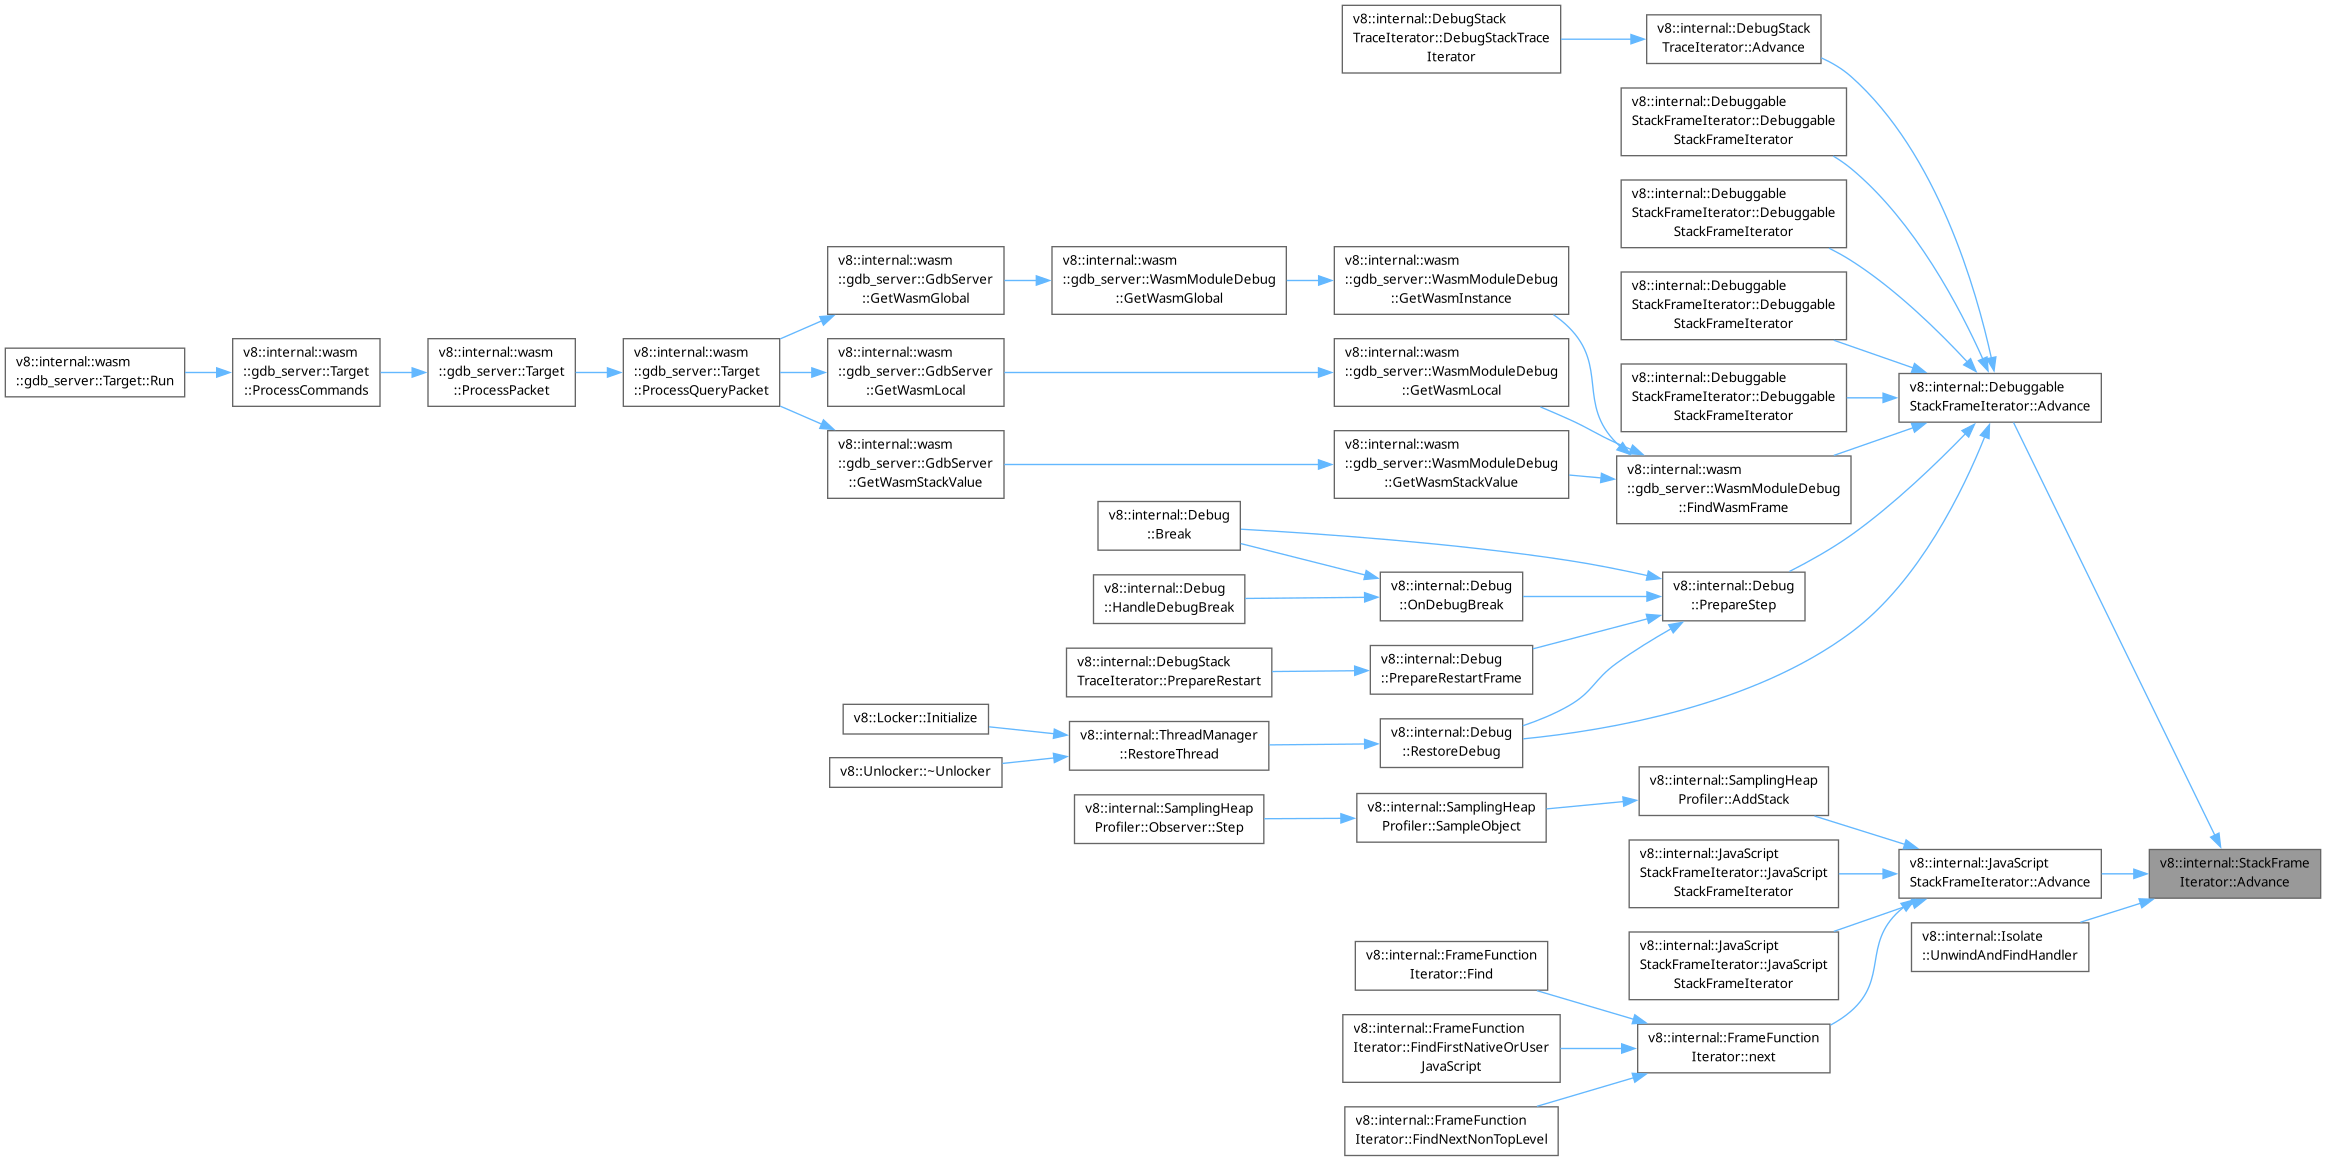 v8::internal::DebugStack
TraceIterator::DebugStackTrace
Iterator
v8::internal::DebugStack
TraceIterator::Advance
v8::internal::Debuggable
StackFrameIterator::Debuggable
StackFrameIterator
v8::internal::Debuggable
StackFrameIterator::Debuggable
StackFrameIterator
v8::internal::Debuggable
StackFrameIterator::Debuggable
StackFrameIterator
v8::internal::Debuggable
StackFrameIterator::Debuggable
StackFrameIterator
v8::internal::Debuggable
StackFrameIterator::Advance
v8::internal::wasm
::gdb_server::GdbServer
::GetWasmGlobal
v8::internal::wasm
::gdb_server::WasmModuleDebug
::GetWasmGlobal
v8::internal::wasm
::gdb_server::WasmModuleDebug
::GetWasmInstance
v8::internal::wasm
::gdb_server::Target::Run
v8::internal::wasm
::gdb_server::Target
::ProcessCommands
v8::internal::wasm
::gdb_server::Target
::ProcessPacket
v8::internal::wasm
::gdb_server::Target
::ProcessQueryPacket
v8::internal::wasm
::gdb_server::GdbServer
::GetWasmLocal
v8::internal::wasm
::gdb_server::WasmModuleDebug
::GetWasmLocal
v8::internal::wasm
::gdb_server::GdbServer
::GetWasmStackValue
v8::internal::wasm
::gdb_server::WasmModuleDebug
::GetWasmStackValue
v8::internal::wasm
::gdb_server::WasmModuleDebug
::FindWasmFrame
v8::internal::Debug
::Break
v8::internal::Debug
::HandleDebugBreak
v8::internal::Debug
::OnDebugBreak
v8::internal::Debug
::PrepareStep
v8::internal::DebugStack
TraceIterator::PrepareRestart
v8::internal::Debug
::PrepareRestartFrame
v8::Locker::Initialize
v8::Unlocker::~Unlocker
v8::internal::ThreadManager
::RestoreThread
v8::internal::Debug
::RestoreDebug
v8::internal::SamplingHeap
Profiler::Observer::Step
v8::internal::SamplingHeap
Profiler::SampleObject
v8::internal::SamplingHeap
Profiler::AddStack
v8::internal::JavaScript
StackFrameIterator::JavaScript
StackFrameIterator
v8::internal::JavaScript
StackFrameIterator::Advance
v8::internal::StackFrame
Iterator::Advance
v8::internal::JavaScript
StackFrameIterator::JavaScript
StackFrameIterator
v8::internal::Isolate
::UnwindAndFindHandler
v8::internal::FrameFunction
Iterator::Find
v8::internal::FrameFunction
Iterator::FindFirstNativeOrUser
JavaScript
v8::internal::FrameFunction
Iterator::next
v8::internal::FrameFunction
Iterator::FindNextNonTopLevel